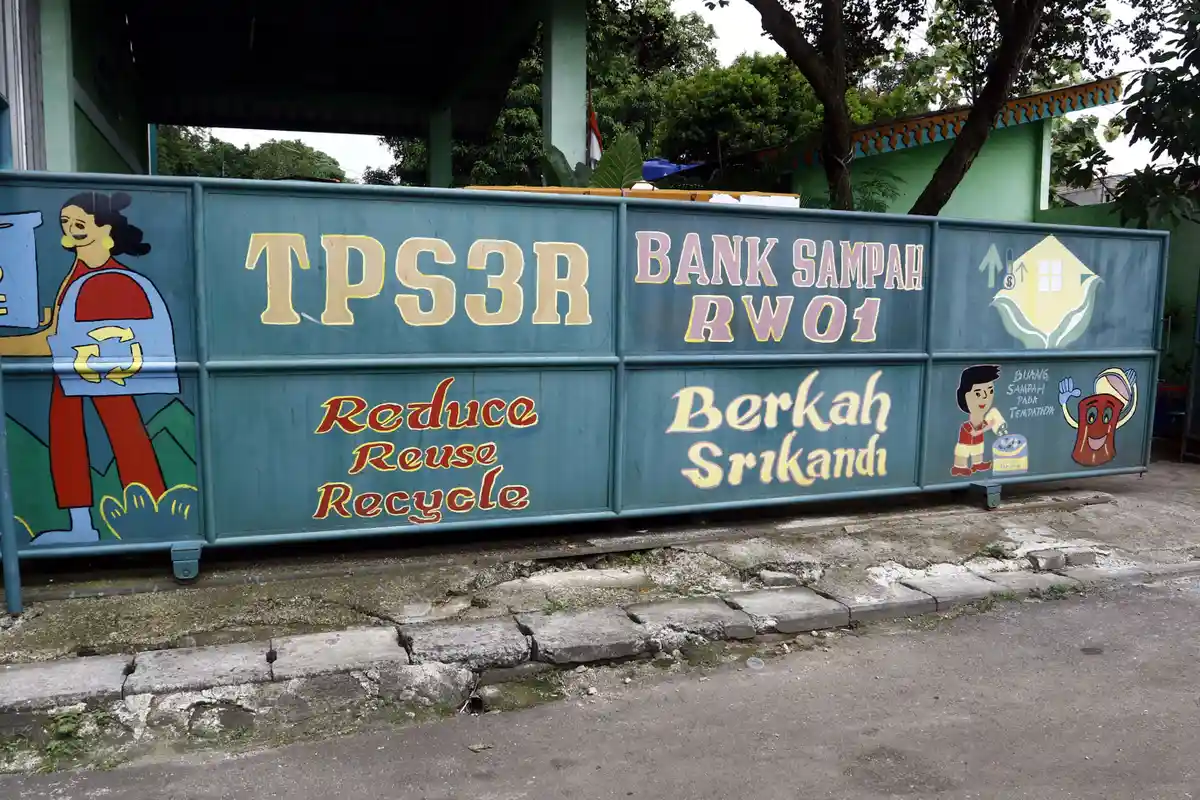 TPS3R
BANK SAMPAH
RW01
Reduce
Reuse
Recycle
Berkah
Srikandi
BUANG
SAMPAH
PADA
TEMPATNYA